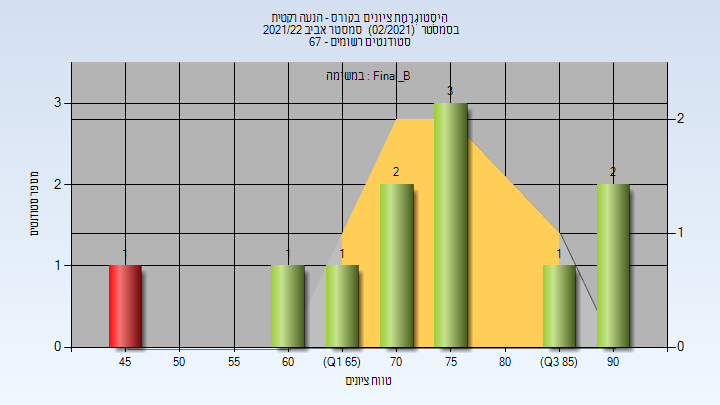 היסטוגרמת ציונים בקורס - הנעה רקטית
בסמסטר (02/2021) סמסטר אביב 2021/22
סטודנטים רשומים - 67
במשימה : Final_B
מספר סטודנטים
3
2
1
0
2
1
0
1
1
1
2
3
1
2
45
50
55
60
(Q1 65)
70
75
80
(Q3 85)
90
טווח ציונים